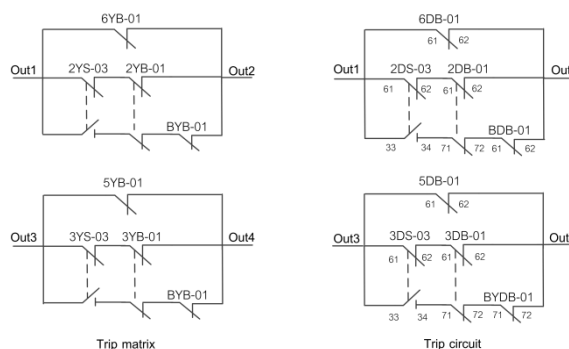 6YB-01
Out1 2YS-03 2YB-01 Out2
BYB-01
6DB-01
61 62
Out1 2DS-03 2DB-01 Out
61 62 61 62
BDB-01
33 34 71 72 61 62
5YB-01
Out3 3YS-03 3YB-01 Out4
BYB-01
5DB-01
61 62
Out3 3DS-03 3DB-01 Out
61 62 61 62
BYDB-01
33 34 71 72 71 72
Trip matrix
Trip circuit